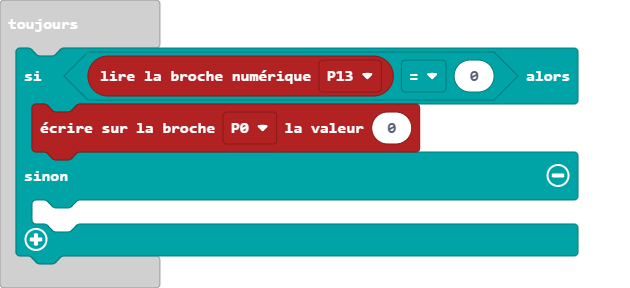 toujours
si lire la broche numérique P13 = 0 alors
écrire sur la broche P0 la valeur 0
sinon